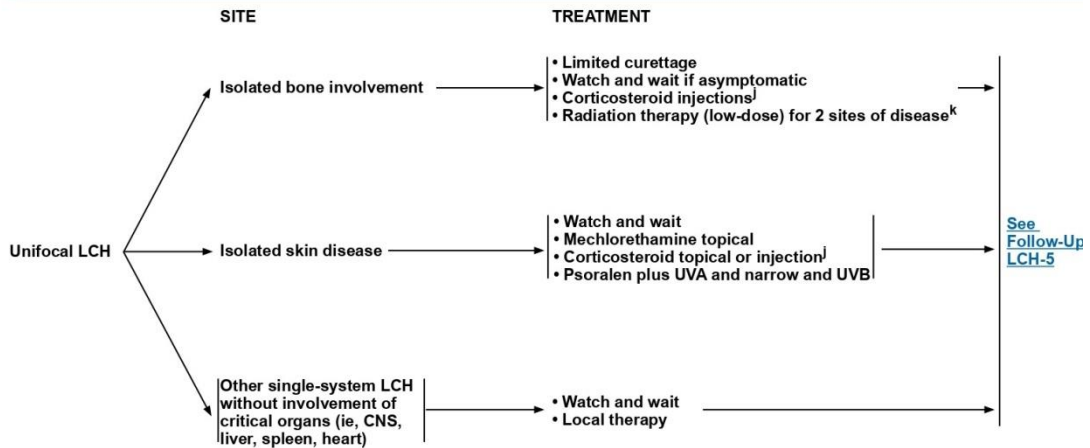 SITE
TREATMENT
Isolated bone involvement
• Limited curettage
• Watch and wait if asymptomatic
• Corticosteroid injectionsj
• Radiation therapy (low-dose) for 2 sites of diseasek
Unifocal LCH
Isolated skin disease
• Watch and wait
• Mechlorethamine topical
• Corticosteroid topical or injectionj
• Psoralen plus UVA and narrow and UVB
See
Follow-Up
LCH-5
Other single-system LCH
without involvement of
critical organs (ie, CNS,
liver, spleen, heart)
• Watch and wait
• Local therapy